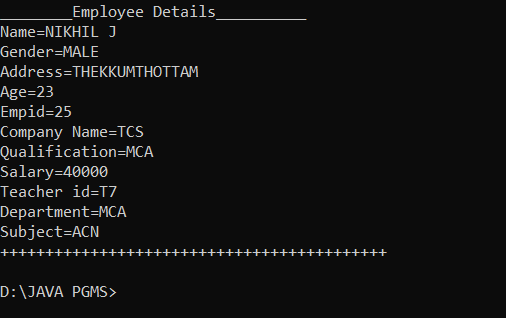 ________Employee Details__________
Name=NIKHIL J
Gender=MALE
Address=THEKKUMTHOTTAM
Age=23
Empid=25
Company Name=TCS
Qualification=MCA
Salary=40000
Teacher id=T7
Department=MCA
Subject=ACN
+++++++++++++++++++++++++++++++++++++++++++
D:\JAVA PGMS>